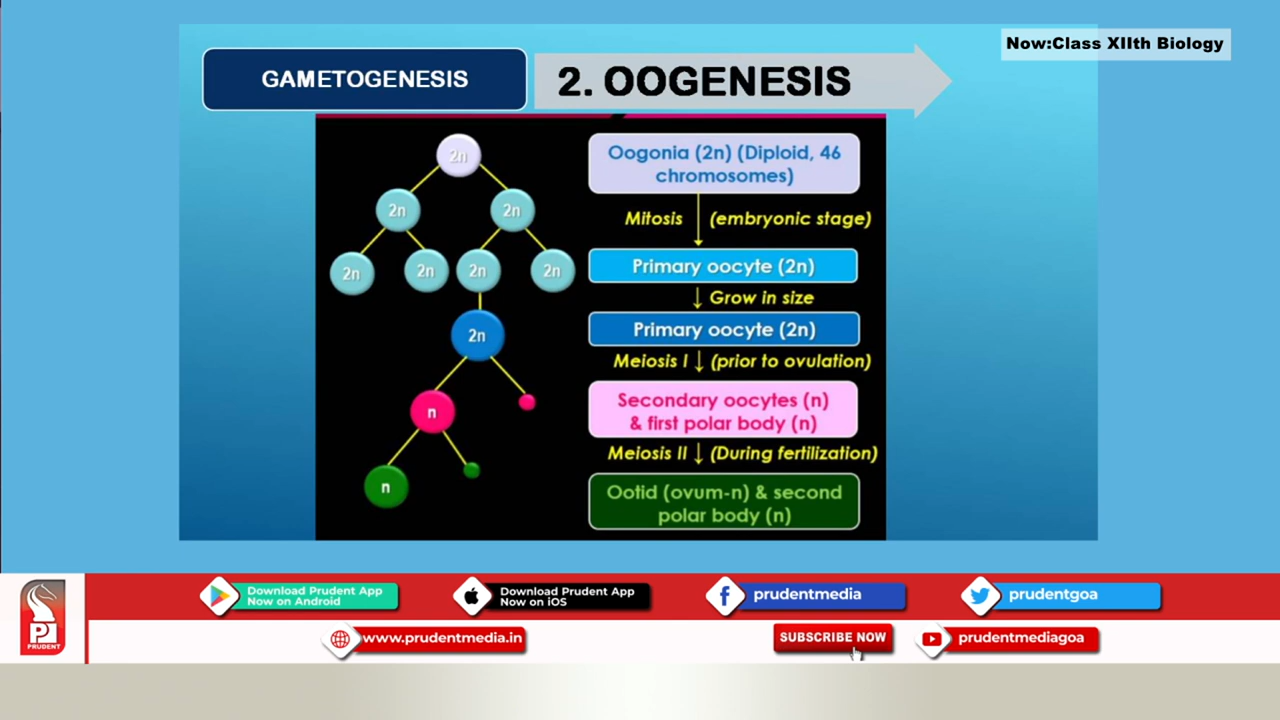 Now:Class XIIth Biology
GAMETOGENESIS
2. OOGENESIS
2n
2n
2n
2n
2n
2n
2n
2n
n
n
Oogonia (2n) (Diploid, 46
chromosomes)
Mitosis
(embryonic stage)
Primary oocyte (2n)
Grow in size
Primary oocyte (2n)
Meiosis I
(prior to ovulation)
Secondary oocytes (n)
& first polar body (n)
Meiosis II
(During fertilization)
Ootid (ovum-n) & second
polar body (n)
PRUDENT
Download Prudent App
Now on Android
Download Prudent App
Now on iOS
prudentmedia
prudentgoa
www.prudentmedia.in
SUBSCRIBE NOW
prudentmediagoa